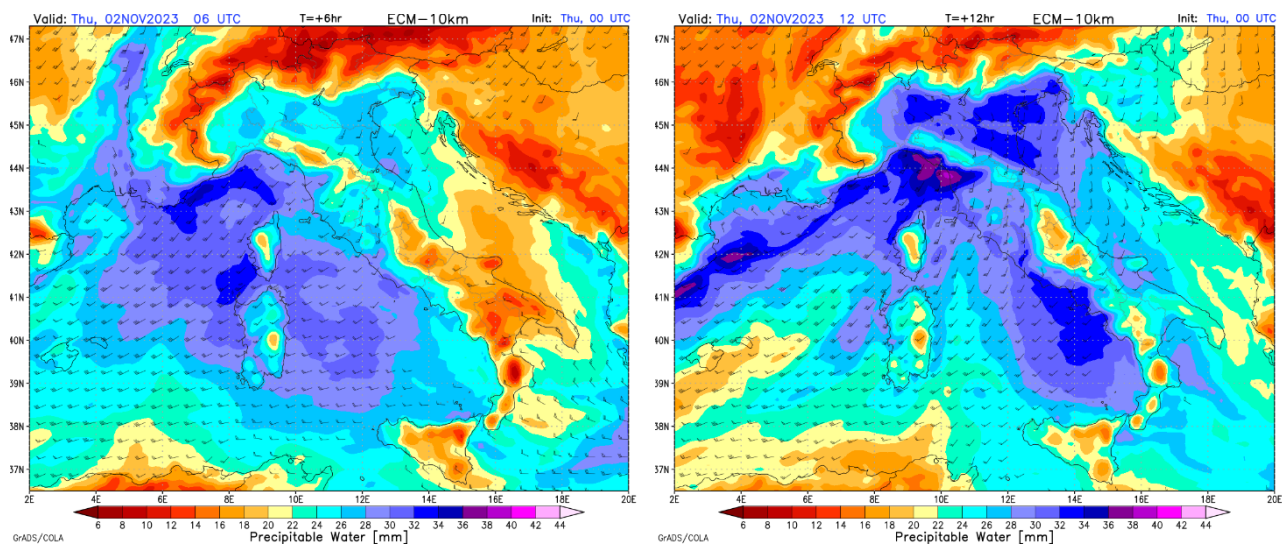 Valid: Thu, 02NOV2023 06 UTC T=+6hr ECM-10km Init: Thu, 00 UTC
47N
46N
45N
44N
43N
42N
41N
40N
39N
38N
37N
2E 4E 6E 8E 10E 12E 14E 16E 18E 20E
6 8 10 12 14 16 18 20 22 24 26 28 30 32 34 36 38 40 42 44
GrADS/COLA Precipitable Water [mm]
Valid: Thu, 02NOV2023 12 UTC T=+12hr ECM-10km Init: Thu, 00 UTC
47N
46N
45N
44N
43N
42N
41N
40N
39N
38N
37N
2E 4E 6E 8E 10E 12E 14E 16E 18E 20E
6 8 10 12 14 16 18 20 22 24 26 28 30 32 34 36 38 40 42 44
GrADS/COLA Precipitable Water [mm]